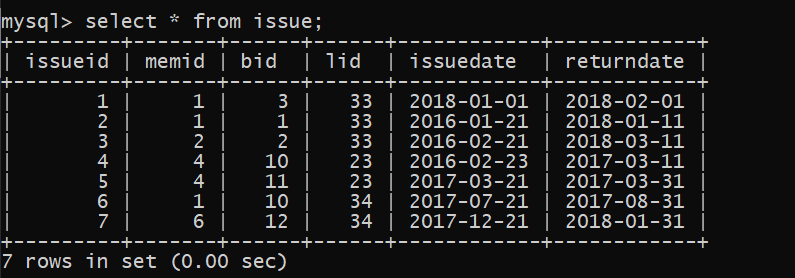 mysql> select * from issue;
+---------+-------+------+------+------------+------------+
| issueid | memid | bid  | lid  | issuedate  | returndate |
+---------+-------+------+------+------------+------------+
|       1 |     1 |    3 |   33 | 2018-01-01 | 2018-02-01 |
|       2 |     1 |    1 |   33 | 2016-01-21 | 2018-01-11 |
|       3 |     2 |    2 |   33 | 2016-02-21 | 2018-03-11 |
|       4 |     4 |   10 |   23 | 2016-02-23 | 2017-03-11 |
|       5 |     4 |   11 |   23 | 2017-03-21 | 2017-03-31 |
|       6 |     1 |   10 |   34 | 2017-07-21 | 2017-08-31 |
|       7 |     6 |   12 |   34 | 2017-12-21 | 2018-01-31 |
+---------+-------+------+------+------------+------------+
7 rows in set (0.00 sec)